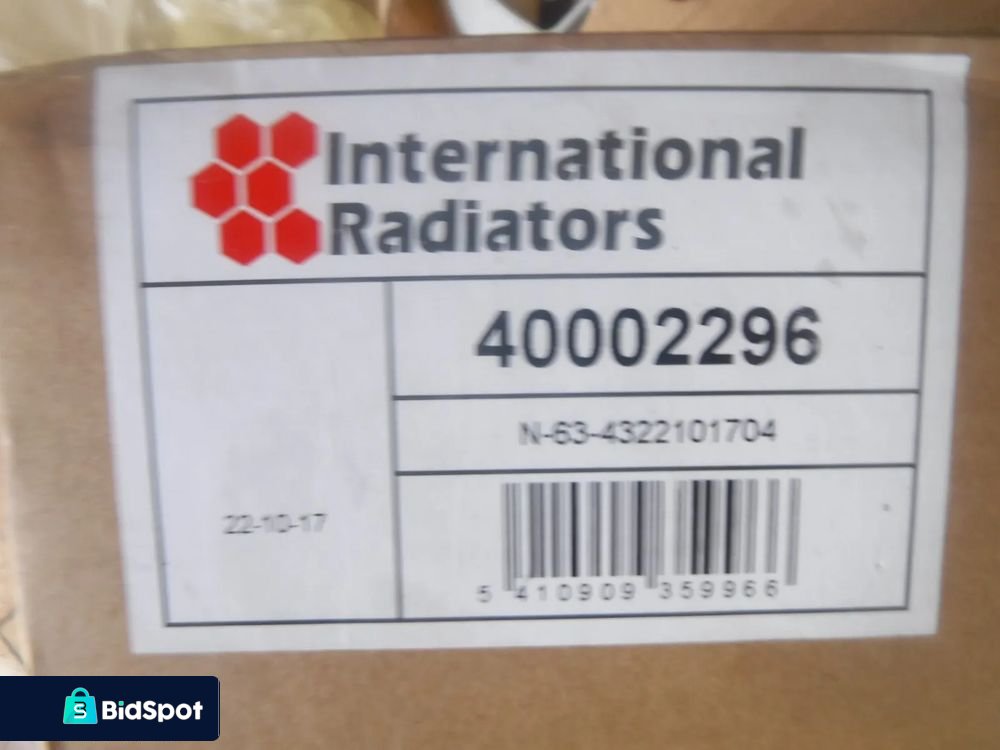 International
Radiators
40002296
N-63-4322101704
22-10-17
5 410909 359966
BidSpot